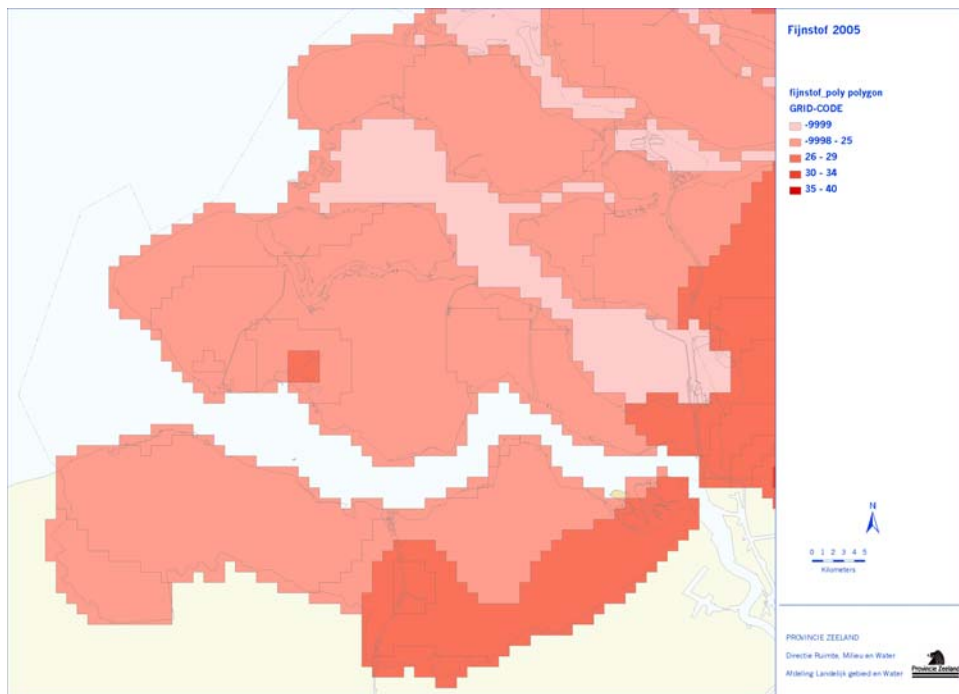 Fijnstof 2005
fijnstof_poly polygon
GRID-CODE
-9999
-9998 - 25
26 - 29
30 - 34
35 - 40
N
0 1 2 3 4 5
Kilometers
PROVINCIE ZEELAND
Directie Ruimte, Milieu en Water
Afdeling Landelijk gebied en Water
Provincie Zeeland